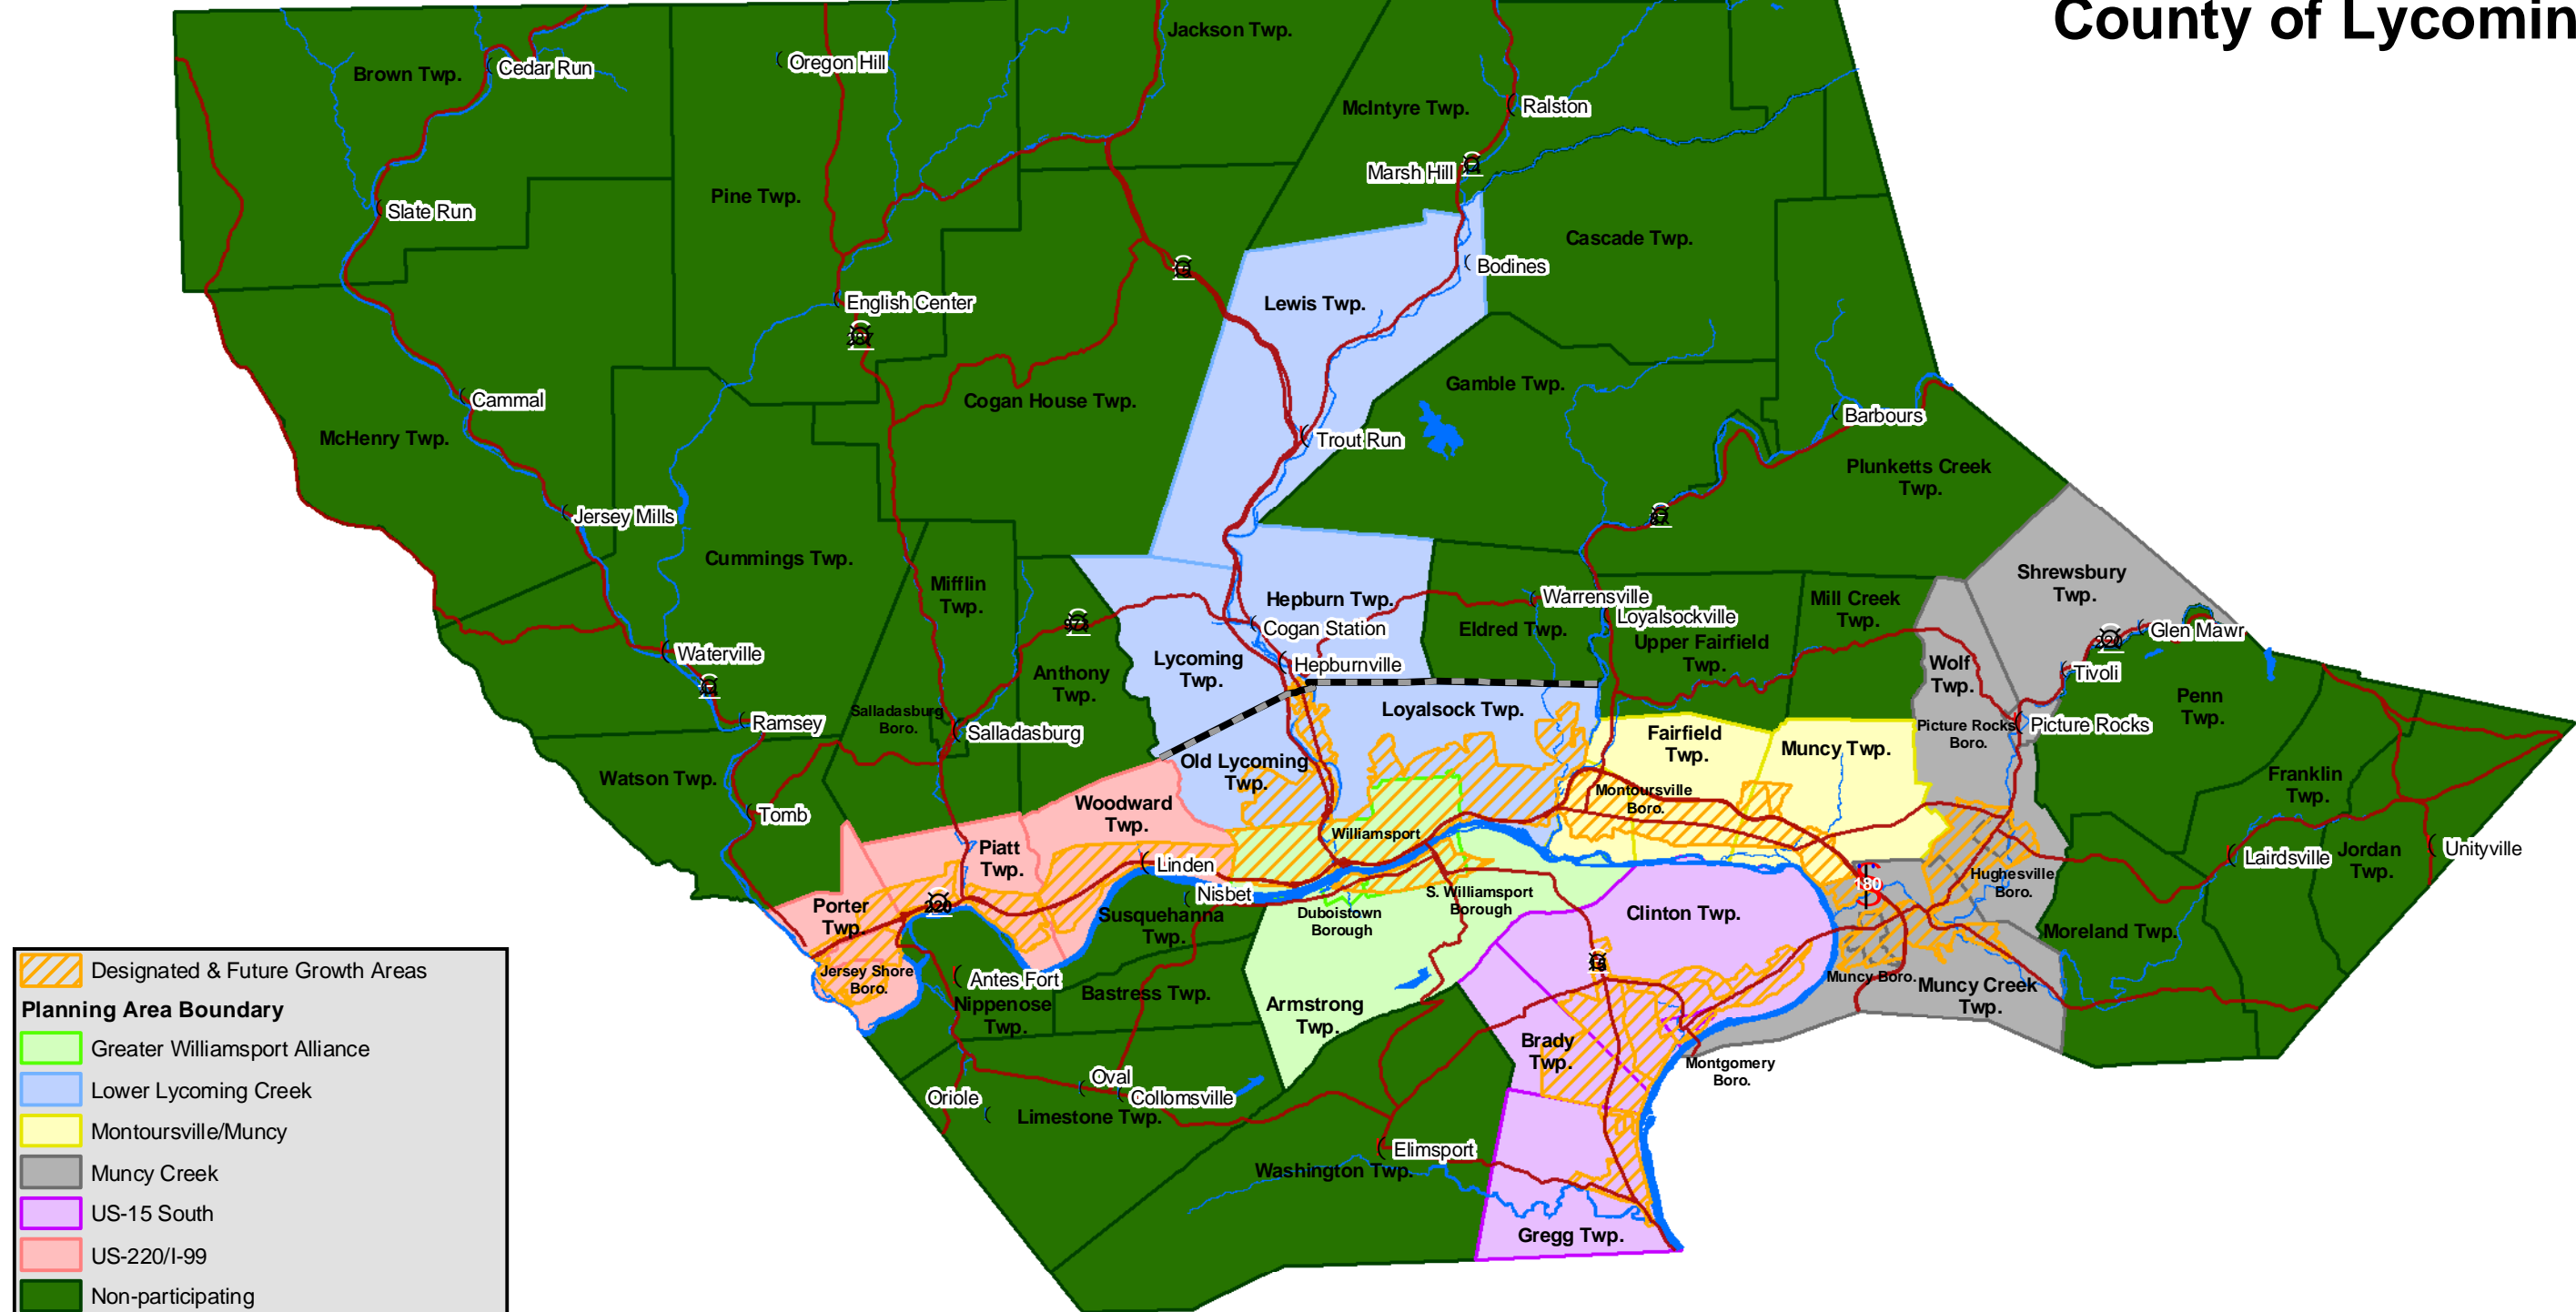 County of Lycomin
Jackson Twp.
Brown Twp.
Cedar Run
Oregon Hill
McIntyre Twp.
Ralston
Marsh Hill
Pine Twp.
Slate Run
Cascade Twp.
Bodines
English Center
Lewis Twp.
Gamble Twp.
Cammal
Cogan House Twp.
Barbours
McHenry Twp.
Trout Run
Plunketts Creek
Twp.
Jersey Mills
Cummings Twp.
Mifflin
Twp.
Shrewsbury
Twp.
Hepburn Twp.
Warrensville
Loyalsockville
Mill Creek
Twp.
Cogan Station
Eldred Twp.
Upper Fairfield
Twp.
Glen Mawr
Waterville
Lycoming
Twp.
Hepburnville
Anthony
Twp.
Wolf
Twp.
Tivoli
Penn
Twp.
Ramsey
Salladasburg
Boro.
Salladasburg
Loyalsock Twp.
Fairfield
Twp.
Muncy Twp.
Picture Rocks
Boro.
Picture Rocks
Watson Twp.
Old Lycoming
Twp.
Franklin
Twp.
Montoursville
Boro.
Tomb
Woodward
Twp.
Williamsport
Piatt
Twp.
Linden
Lairdsville
Jordan
Twp.
Unityville
180
Hughesville
Boro.
Nisbet
S. Williamsport
Borough
Porter
Twp.
220
Susquehanna
Twp.
Duboistown
Borough
Clinton Twp.
Moreland Twp.
15
Jersey Shore
Boro.
Antes Fort
Nippenose
Twp.
Bastress Twp.
Armstrong
Twp.
Muncy Boro.
Muncy Creek
Twp.
Brady
Twp.
Montgomery
Boro.
Oval
Oriole
Collomsville
Limestone Twp.
Elimsport
Washington Twp.
Gregg Twp.
Designated & Future Growth Areas
Planning Area Boundary
Greater Williamsport Alliance
Lower Lycoming Creek
Montoursville/Muncy
Muncy Creek
US-15 South
US-220/I-99
Non-participating